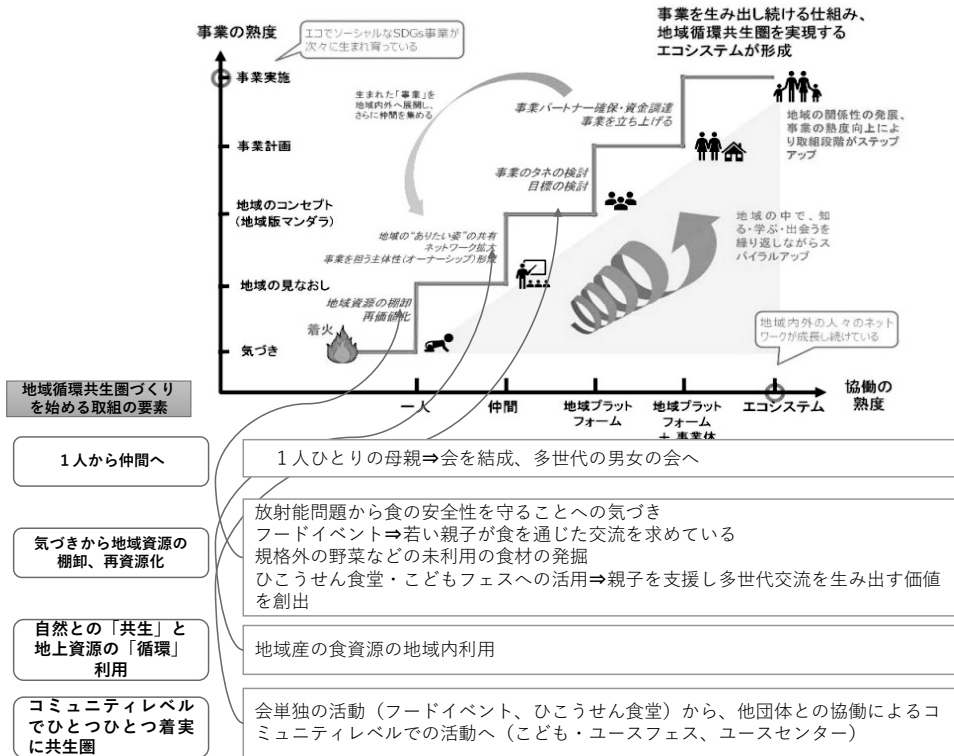 事業を生み出し続ける仕組み、
地域循環共生圏を実現する
エコシステムが形成
事業の熟度
エコでソーシャルなSDGs事業が
次々に生まれ育っている
事業実施
生まれた「事業」を
地域内外へ展開し、
さらに仲間を集める
事業パートナー確保・資金調達
事業を立ち上げる
地域の関係性の発展、
事業の熟度向上によ
り取組段階がステップ
アップ
事業計画
事業のタネの検討
目標の検討
地域のコンセプト
(地域版マンダラ)
地域の“ありたい姿”の共有
ネットワーク拡大
事業を担う主体性(オーナーシップ)形成
地域の中で、知
る・学ぶ・出会うを
繰り返しながらス
パイラルアップ
地域の見なおし
地域資源の棚卸
再価値化
着火
気づき
地域内外の人々のネット
ワークが成長し続けている
一人
仲間
地域プラット
フォーム
地域プラット
フォーム
＋事業体
エコシステム
協働の
熟度
地域循環共生圏づくり
を始める取組の要素
１人から仲間へ
１人ひとりの母親⇒会を結成、多世代の男女の会へ
気づきから地域資源の
棚卸、再資源化
放射能問題から食の安全性を守ることへの気づき
フードイベント⇒若い親子が食を通じた交流を求めている
規格外の野菜などの未利用の食材の発掘
ひこうせん食堂・こどもフェスへの活用⇒親子を支援し多世代交流を生み出す価値
を創出
自然との「共生」と
地上資源の「循環」
利用
地域産の食資源の地域内利用
コミュニティレベル
でひとつひとつ着実
に共生圏
会単独の活動（フードイベント、ひこうせん食堂）から、他団体との協働によるコ
ミュニティレベルでの活動へ（こども・ユースフェス、ユースセンター）